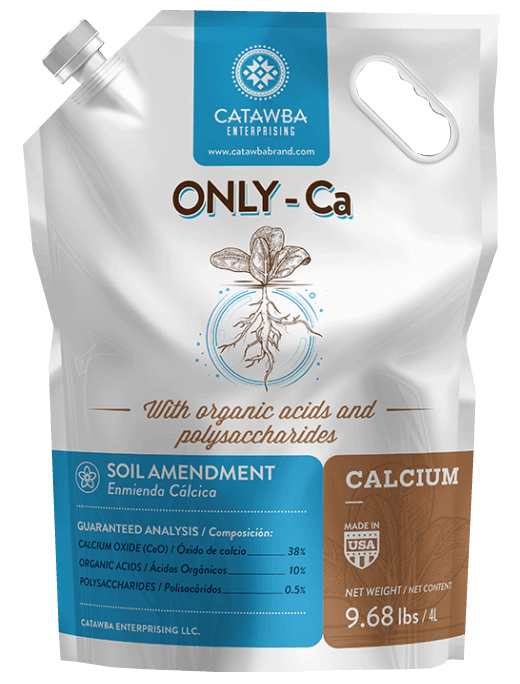 CATAWBA
ENTERPRISING
www.catawbabrand.com
ONLY - Ca
With organic acids and
polysaccharides
SOIL AMENDMENT
Enmienda Cálcica
GUARANTEED ANALYSIS / Composición:
CALCIUM OXIDE (CaO) / Óxido de calcio 38%
ORGANIC ACIDS / Ácidos Orgánicos 10%
POLYSACCHARIDES / Polisacáridos 0.5%
CATAWBA ENTERPRISING LLC.
CALCIUM
MADE IN
USA
NET WEIGHT / NET CONTENT
9.68 lbs / 4L